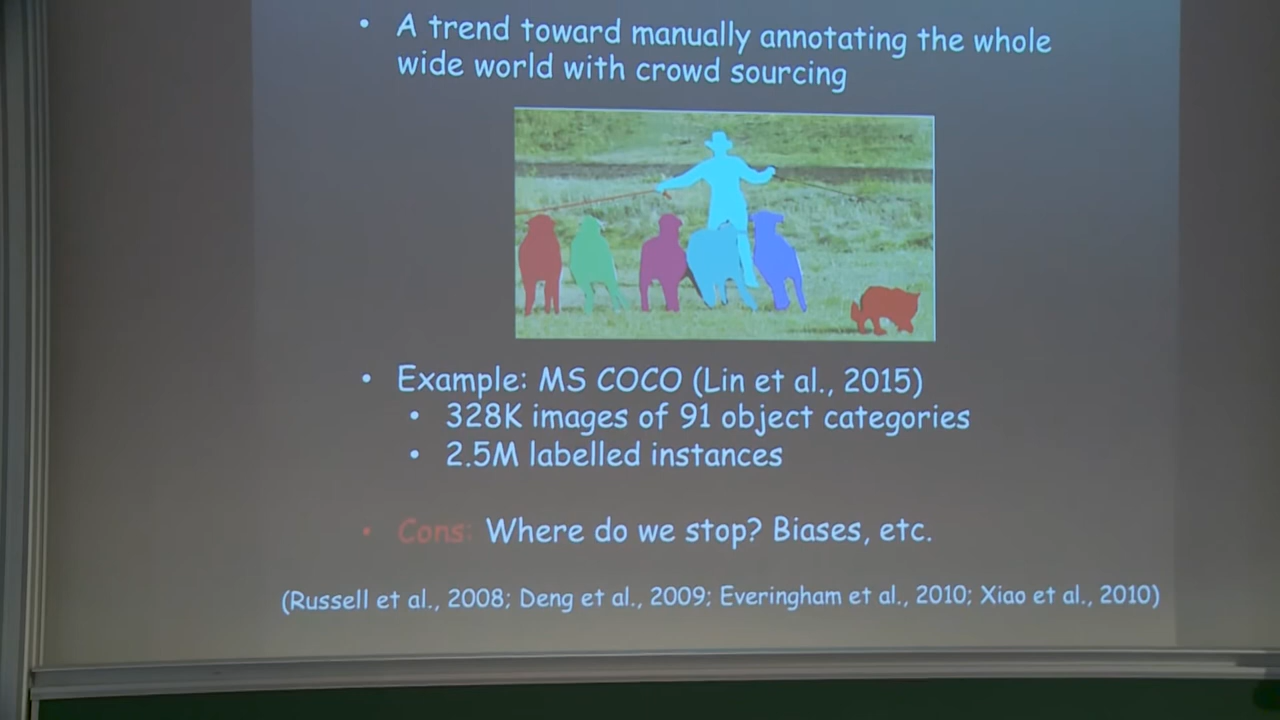 • A trend toward manually annotating the whole
wide world with crowd sourcing
• Example: MS COCO (Lin et al., 2015)
• 328K images of 91 object categories
• 2.5M labelled instances
• Cons: Where do we stop? Biases, etc.
(Russell et al., 2008; Deng et al., 2009; Everingham et al., 2010; Xiao et al., 2010)